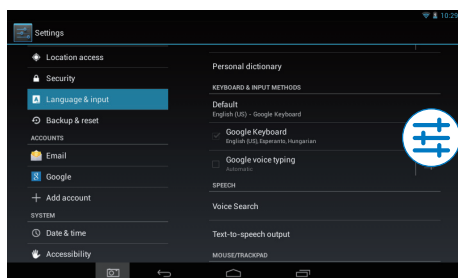 10:29
Settings
Location access
Security
Language & input
Backup & reset
ACCOUNTS
Email
Google
Add account
SYSTEM
Date & time
Accessibility
Personal dictionary
KEYBOARD & INPUT METHODS
Default
English (US) - Google Keyboard
Google Keyboard
English (US), Esperanto, Hungarian
Google voice typing
Automatic
SPEECH
Voice Search
Text-to-speech output
MOUSE/TRACKPAD